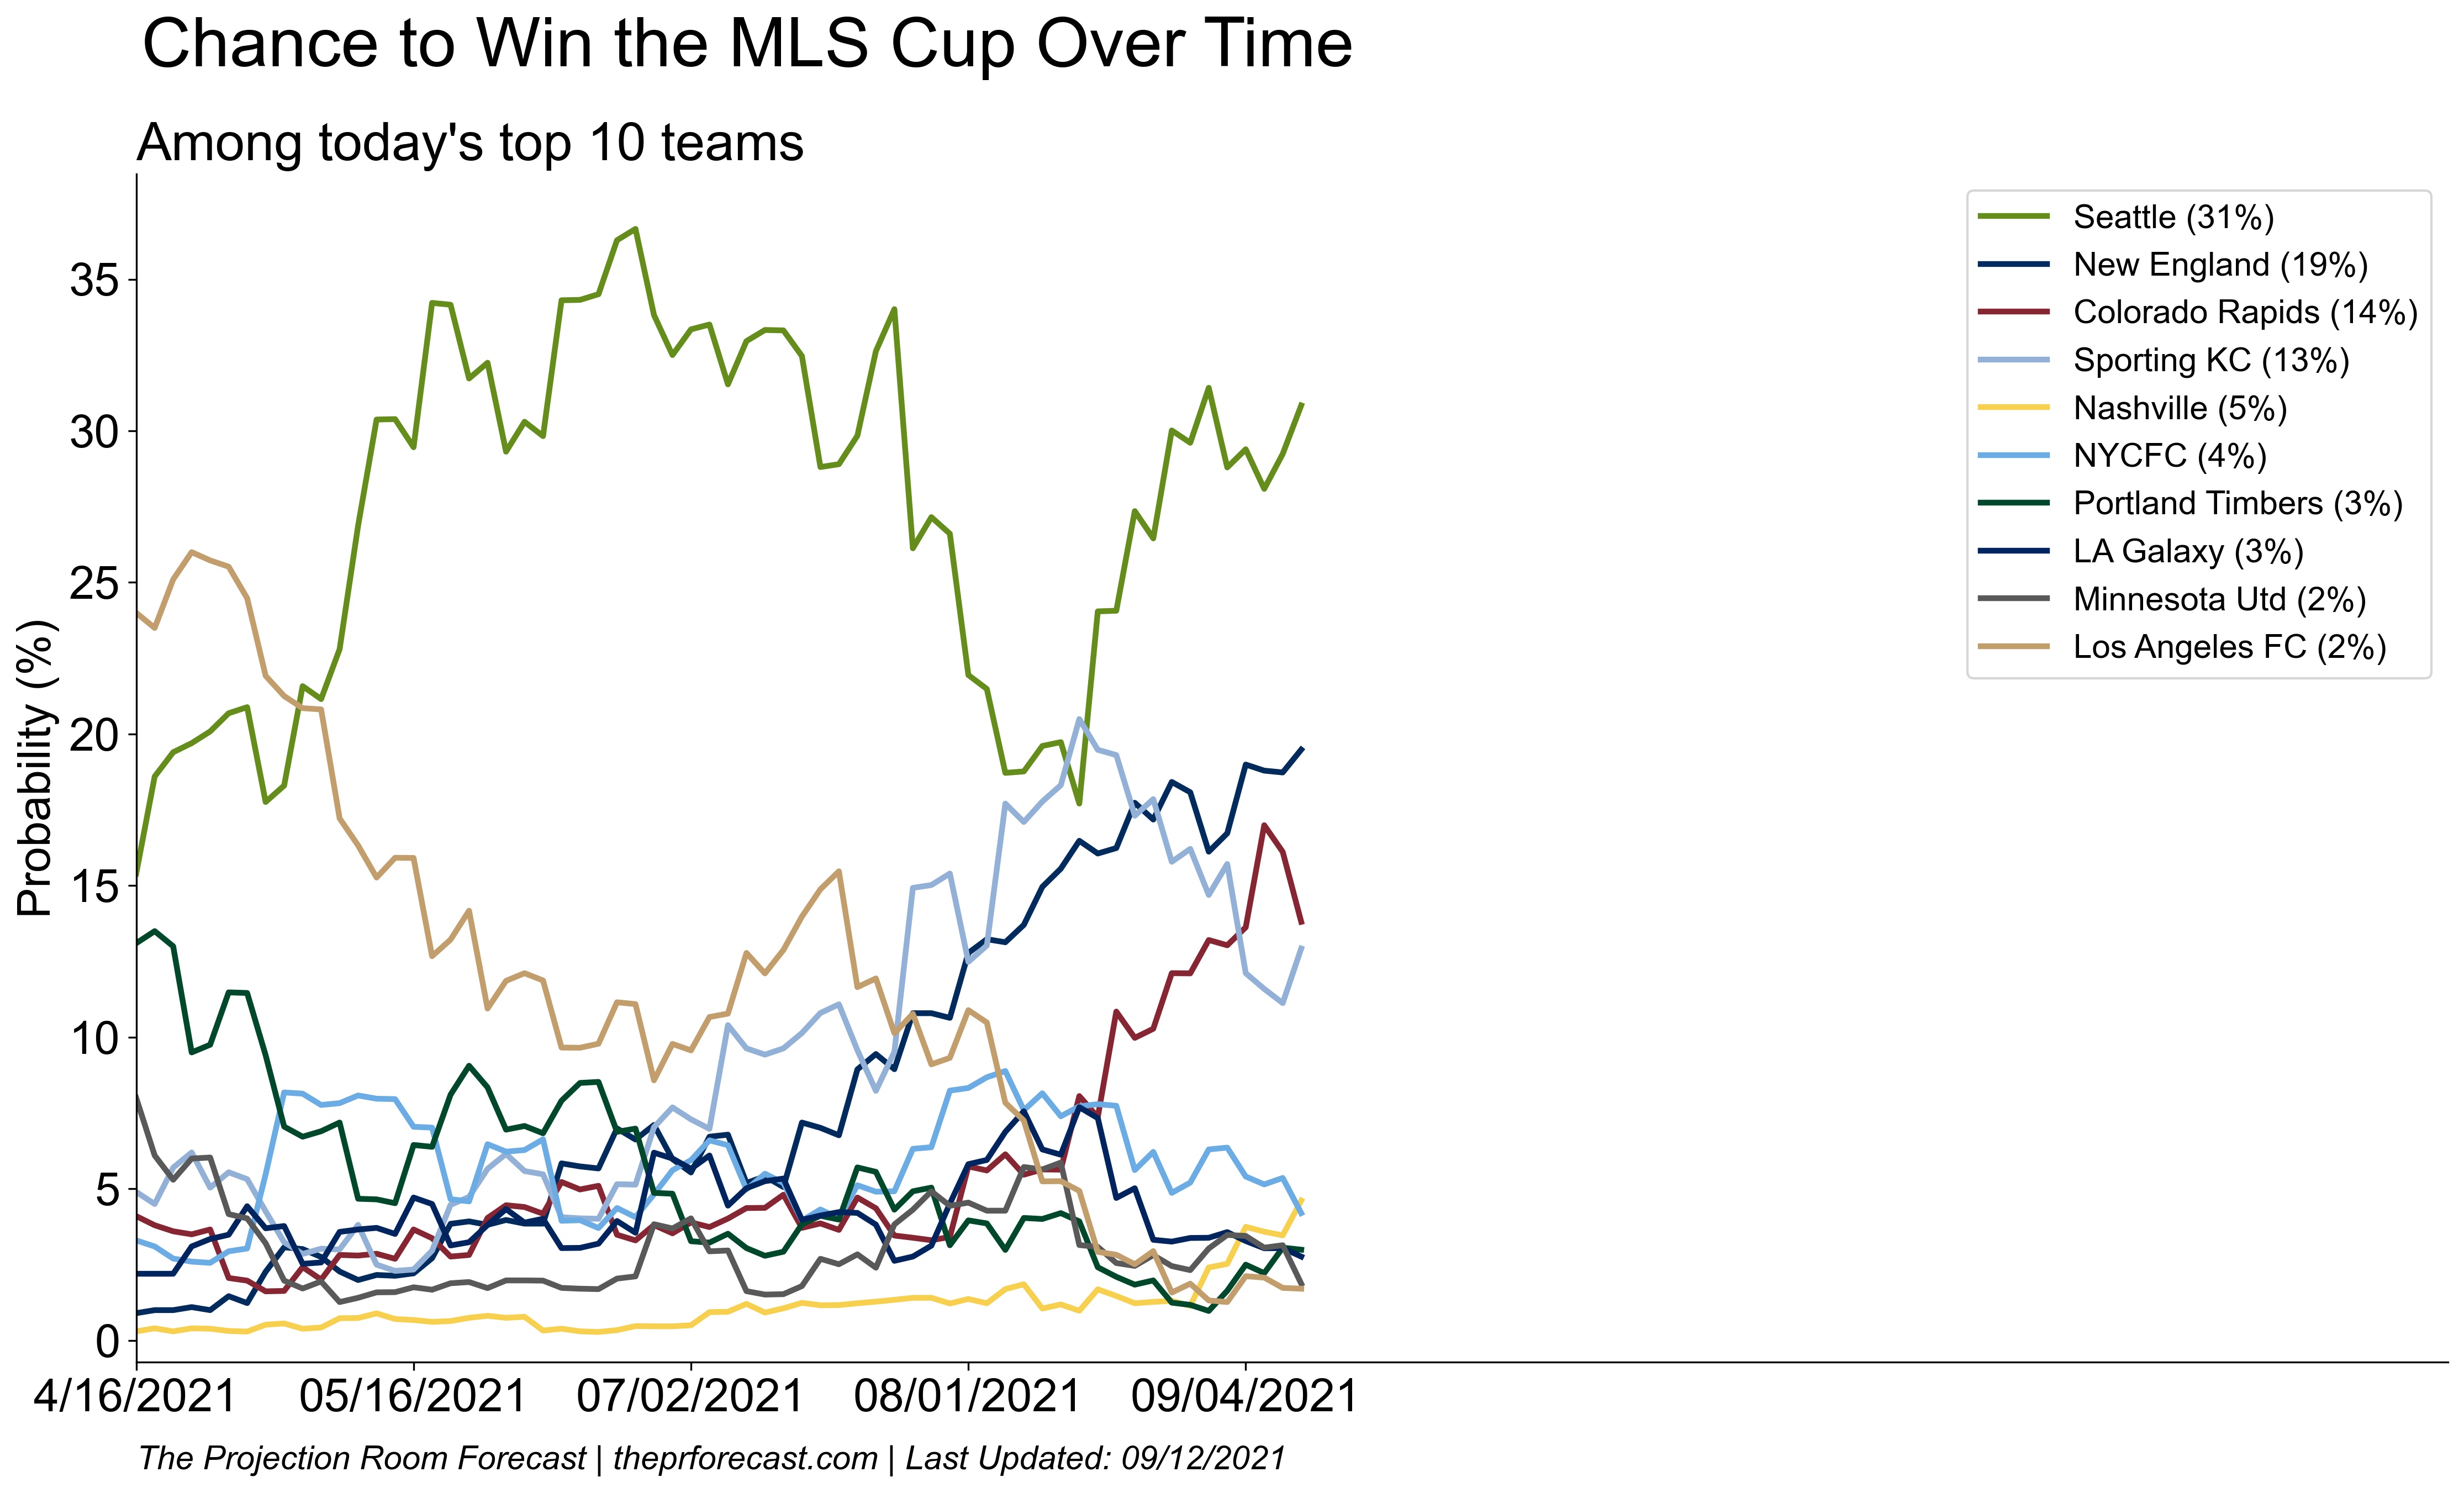 Chance to Win the MLS Cup Over Time
Among today's top 10 teams
Seattle (31%)
New England (19%)
Colorado Rapids (14%)
Sporting KC (13%)
Nashville (5%)
NYCFC (4%)
Portland Timbers (3%)
LA Galaxy (3%)
Minnesota Utd (2%)
Los Angeles FC (2%)
Probability (%)
35
30
25
20
15
10
5
0
4/16/2021 05/16/2021 07/02/2021 08/01/2021 09/04/2021
The Projection Room Forecast | theprforecast.com | Last Updated: 09/12/2021